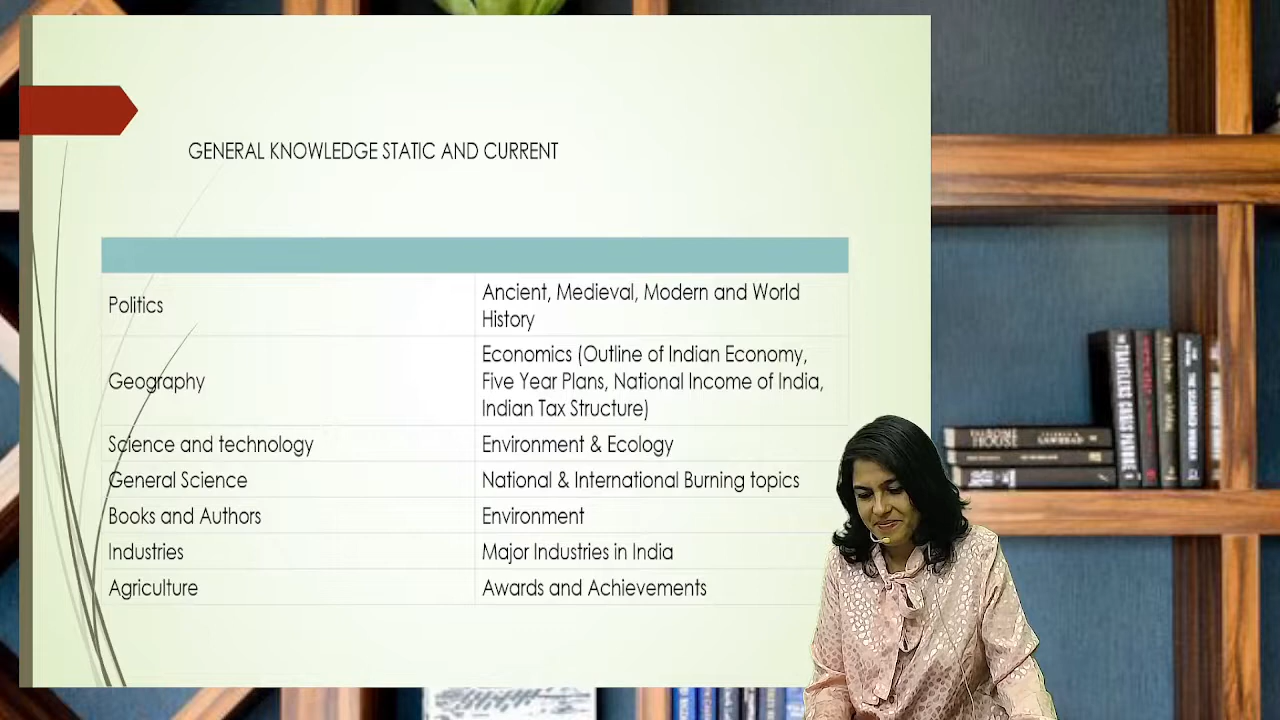 GENERAL KNOWLEDGE STATIC AND CURRENT
Politics
Ancient, Medieval, Modern and World
History
Geography
Economics (Outline of Indian Economy,
Five Year Plans, National Income of India,
Indian Tax Structure)
Science and technology
Environment & Ecology
General Science
National & International Burning topics
Books and Authors
Environment
Industries
Major Industries in India
Agriculture
Awards and Achievements